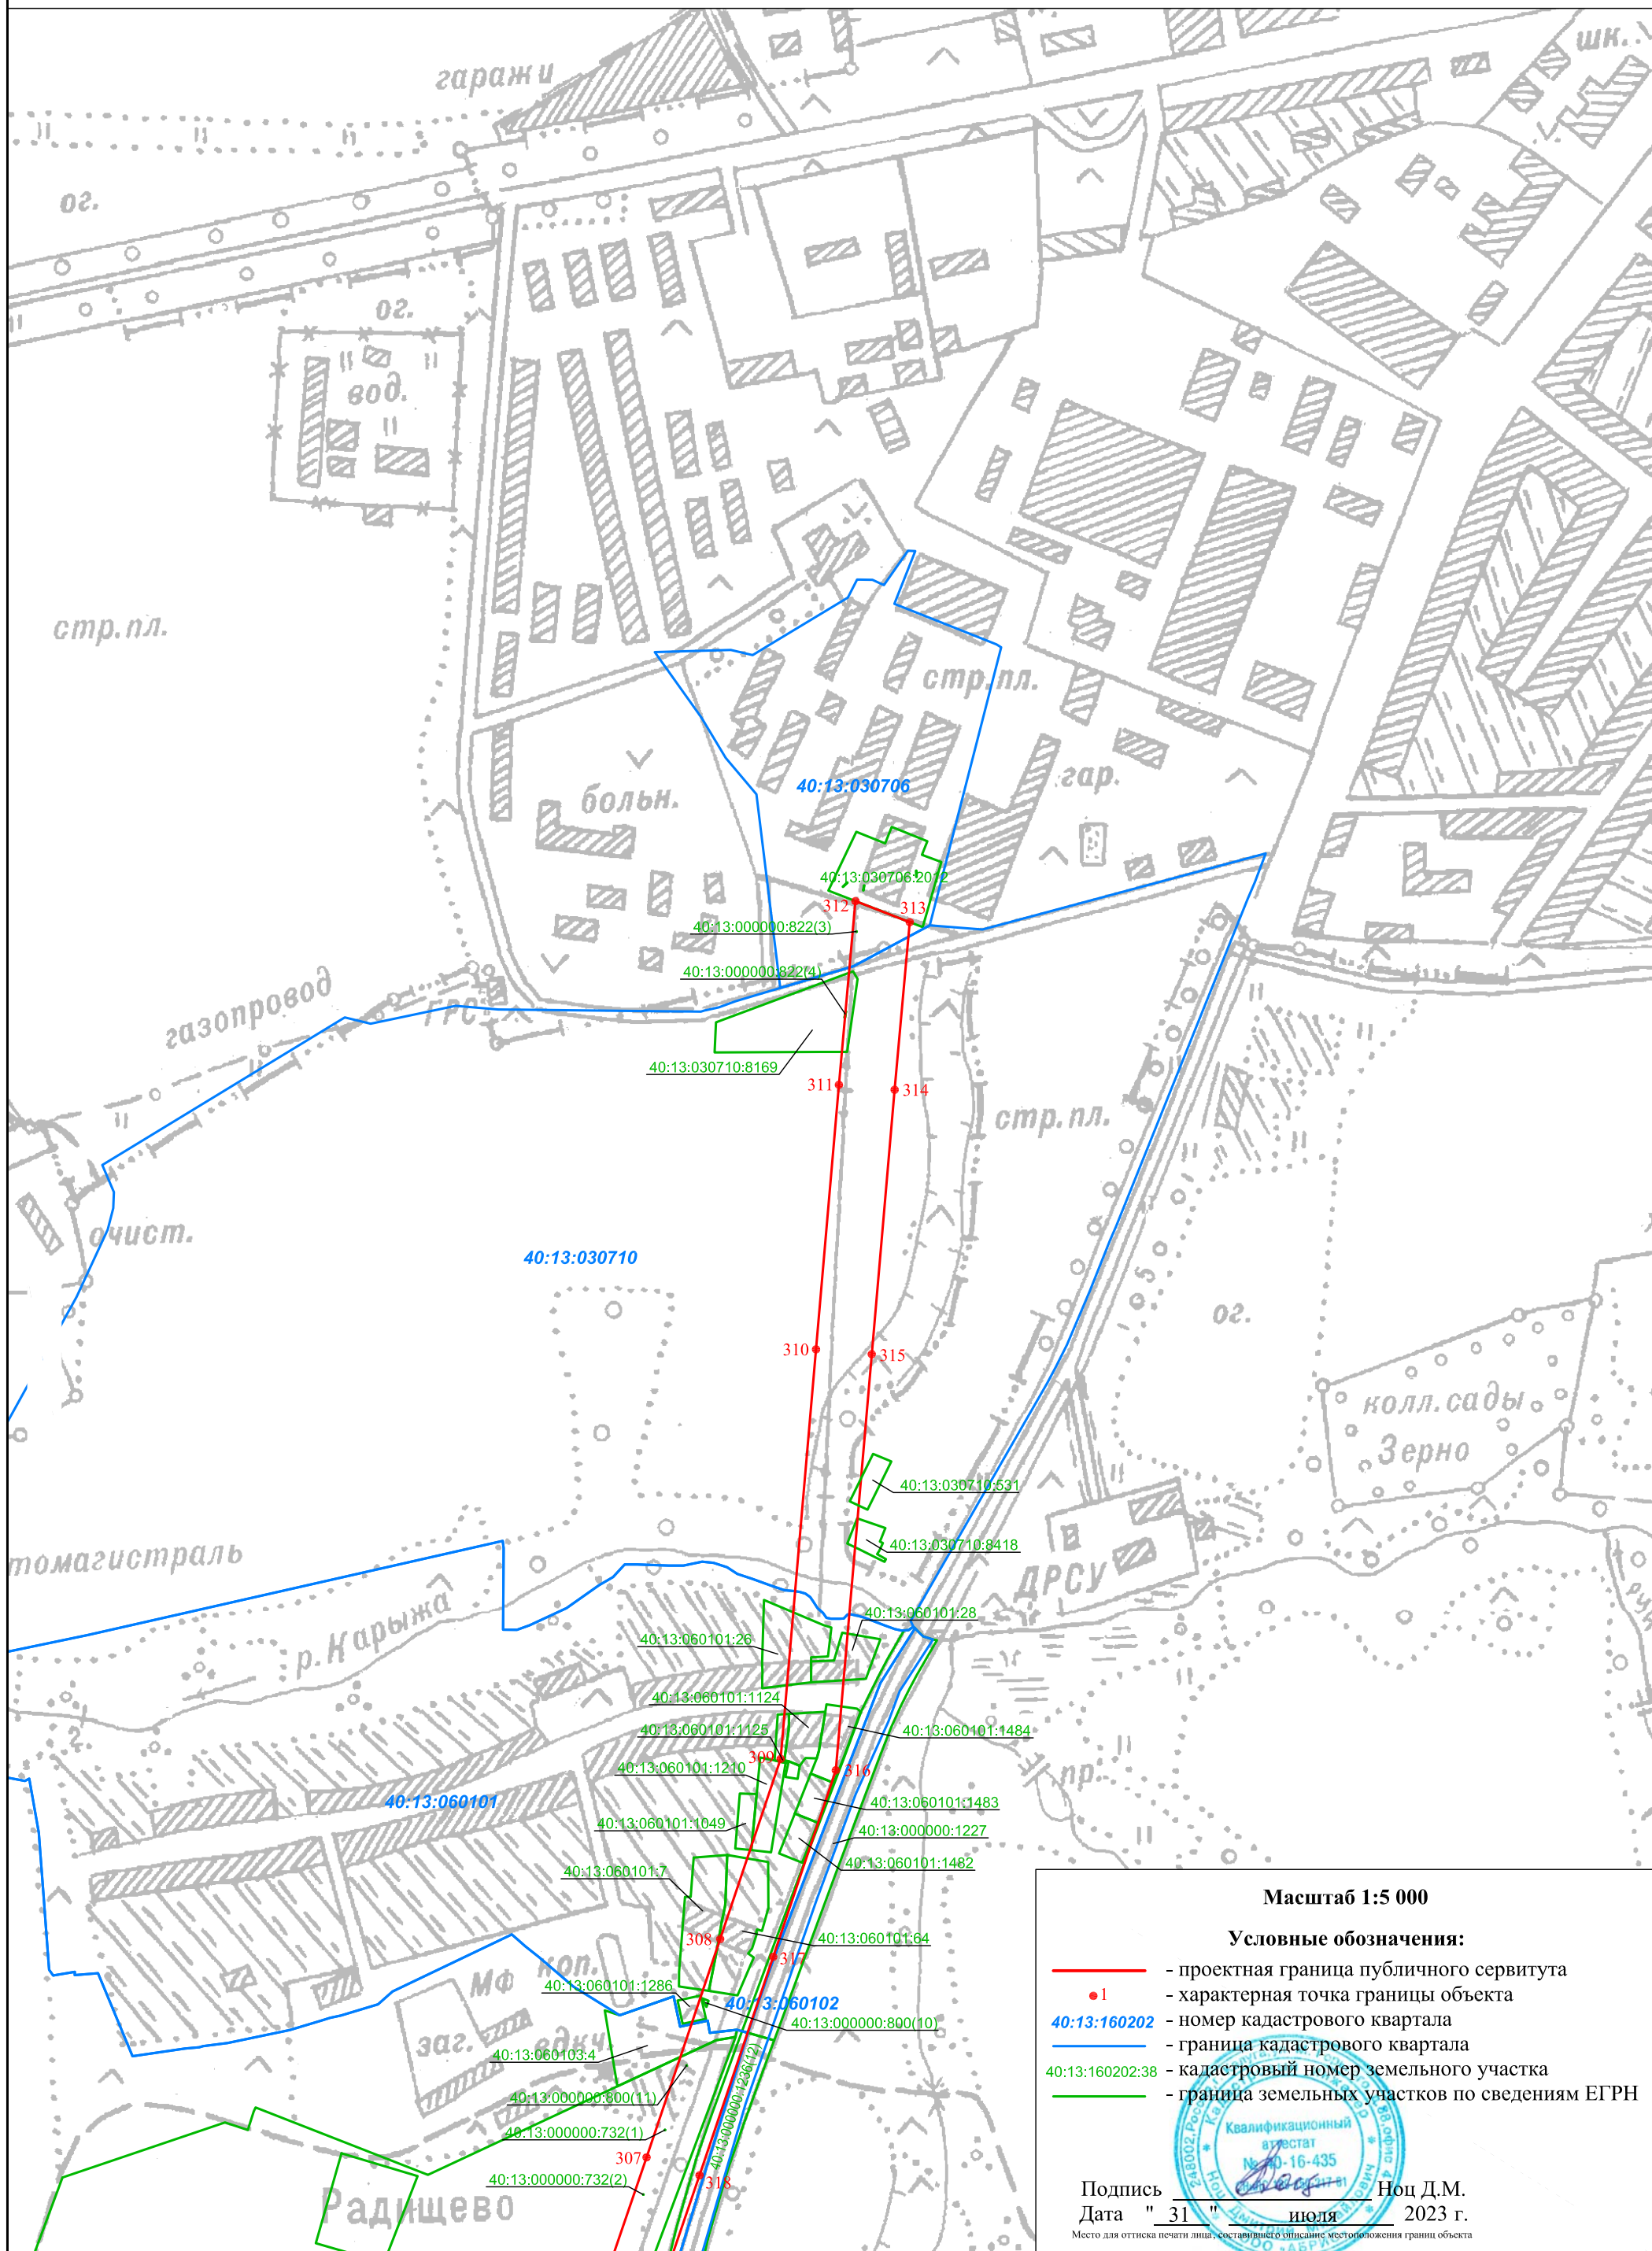 гаражи
шк.
ог.
ог.
вод.
стр.пл.
стр.пл.
40:13:030706
гар.
больн.
40:13:030706:2012
312
313
40:13:000000:822(3)
40:13:000000:822(4)
газопровод
ГРС
40:13:030710:8169
311
314
стр.пл.
очист.
40:13:030710
ог.
310
315
колл.сады
Зерно
40:13:030710:531
40:13:030710:8418
томагистраль
ДРСУ
р.Карыжа
40:13:060101:28
40:13:060101:26
40:13:060101:1124
40:13:060101:1125
40:13:060101:1484
309
316
40:13:060101:1210
пр.
40:13:060101
40:13:060101:1483
40:13:060101:1049
40:13:000000:1227
40:13:060101:1482
40:13:060101:7
308
40:13:060101:64
317
МФ
коп.
40:13:060101:1286
40:13:060102
40:13:000000:800(10)
заг.
40:13:060103:4
40:13:000000:1236(12)
40:13:000000:800(11)
40:13:000000:732(1)
307
318
40:13:000000:732(2)
Радищево
Масштаб 1:5 000
Условные обозначения:
- проектная граница публичного сервитута
1 - характерная точка границы объекта
40:13:160202 - номер кадастрового квартала
- граница кадастрового квартала
40:13:160202:38 - кадастровый номер земельного участка
- граница земельных участков по сведениям ЕГРН
Квалификационный
аттестат
№ 40-16-435
Подпись Ноц Д.М.
Дата " 31 " июля 2023 г.
Место для оттиска печати лица, составившего описание местоположения границ объекта